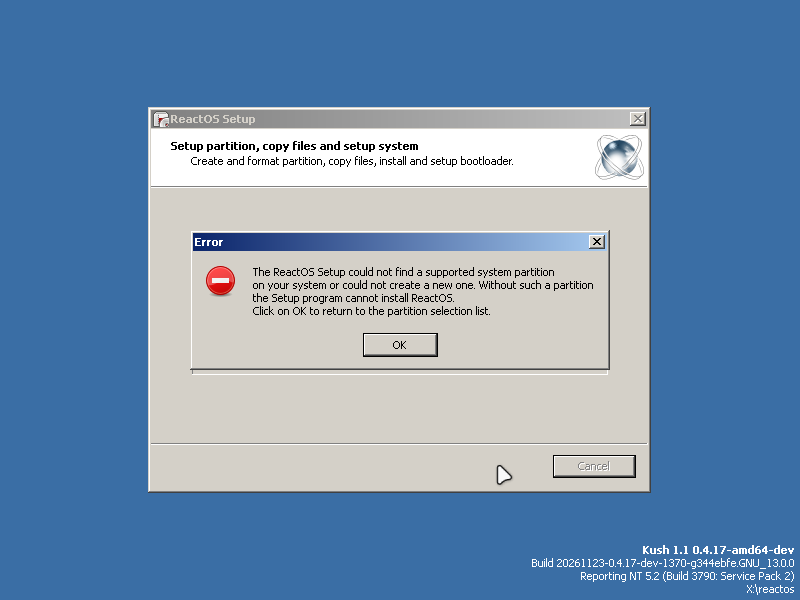 ReactOS Setup
Setup partition, copy files and setup system
Create and format partition, copy files, install and setup bootloader.
Error
The ReactOS Setup could not find a supported system partition
on your system or could not create a new one. Without such a partition
the Setup program cannot install ReactOS.
Click on OK to return to the partition selection list.
OK
Cancel
Kush 1.1 0.4.17-amd64-dev
Build 20261123-0.4.17-dev-1370-g344ebfe.GNU_13.0.0
Reporting NT 5.2 (Build 3790: Service Pack 2)
X:\reactos